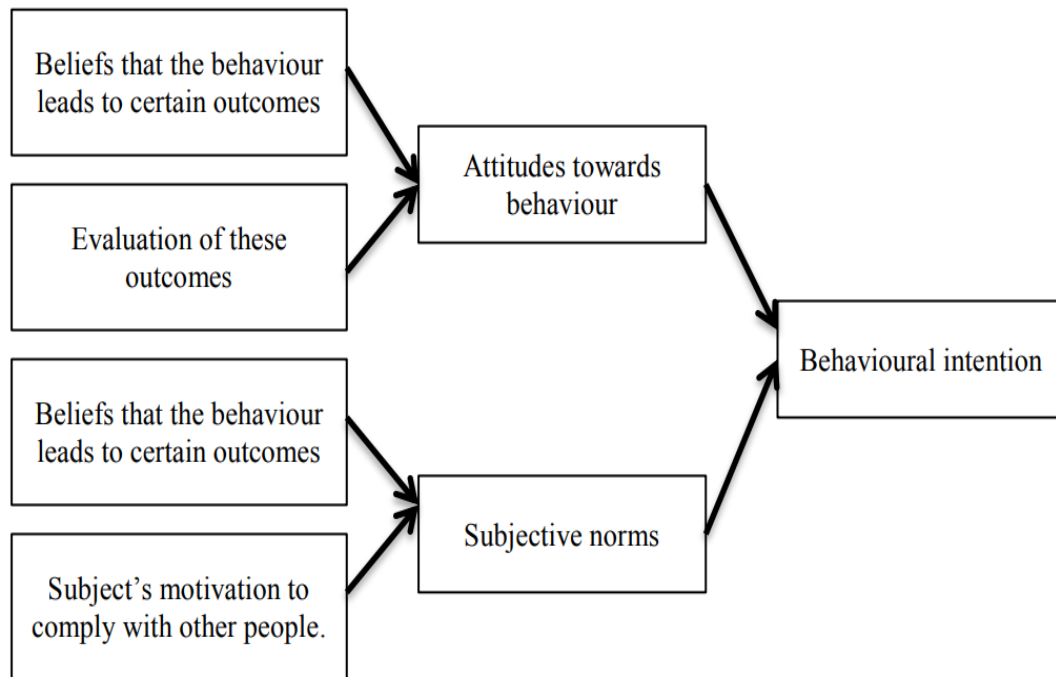 Beliefs that the behaviour
leads to certain outcomes
Evaluation of these
outcomes
Attitudes towards
behaviour
Beliefs that the behaviour
leads to certain outcomes
Subject’s motivation to
comply with other people.
Subjective norms
Behavioural intention